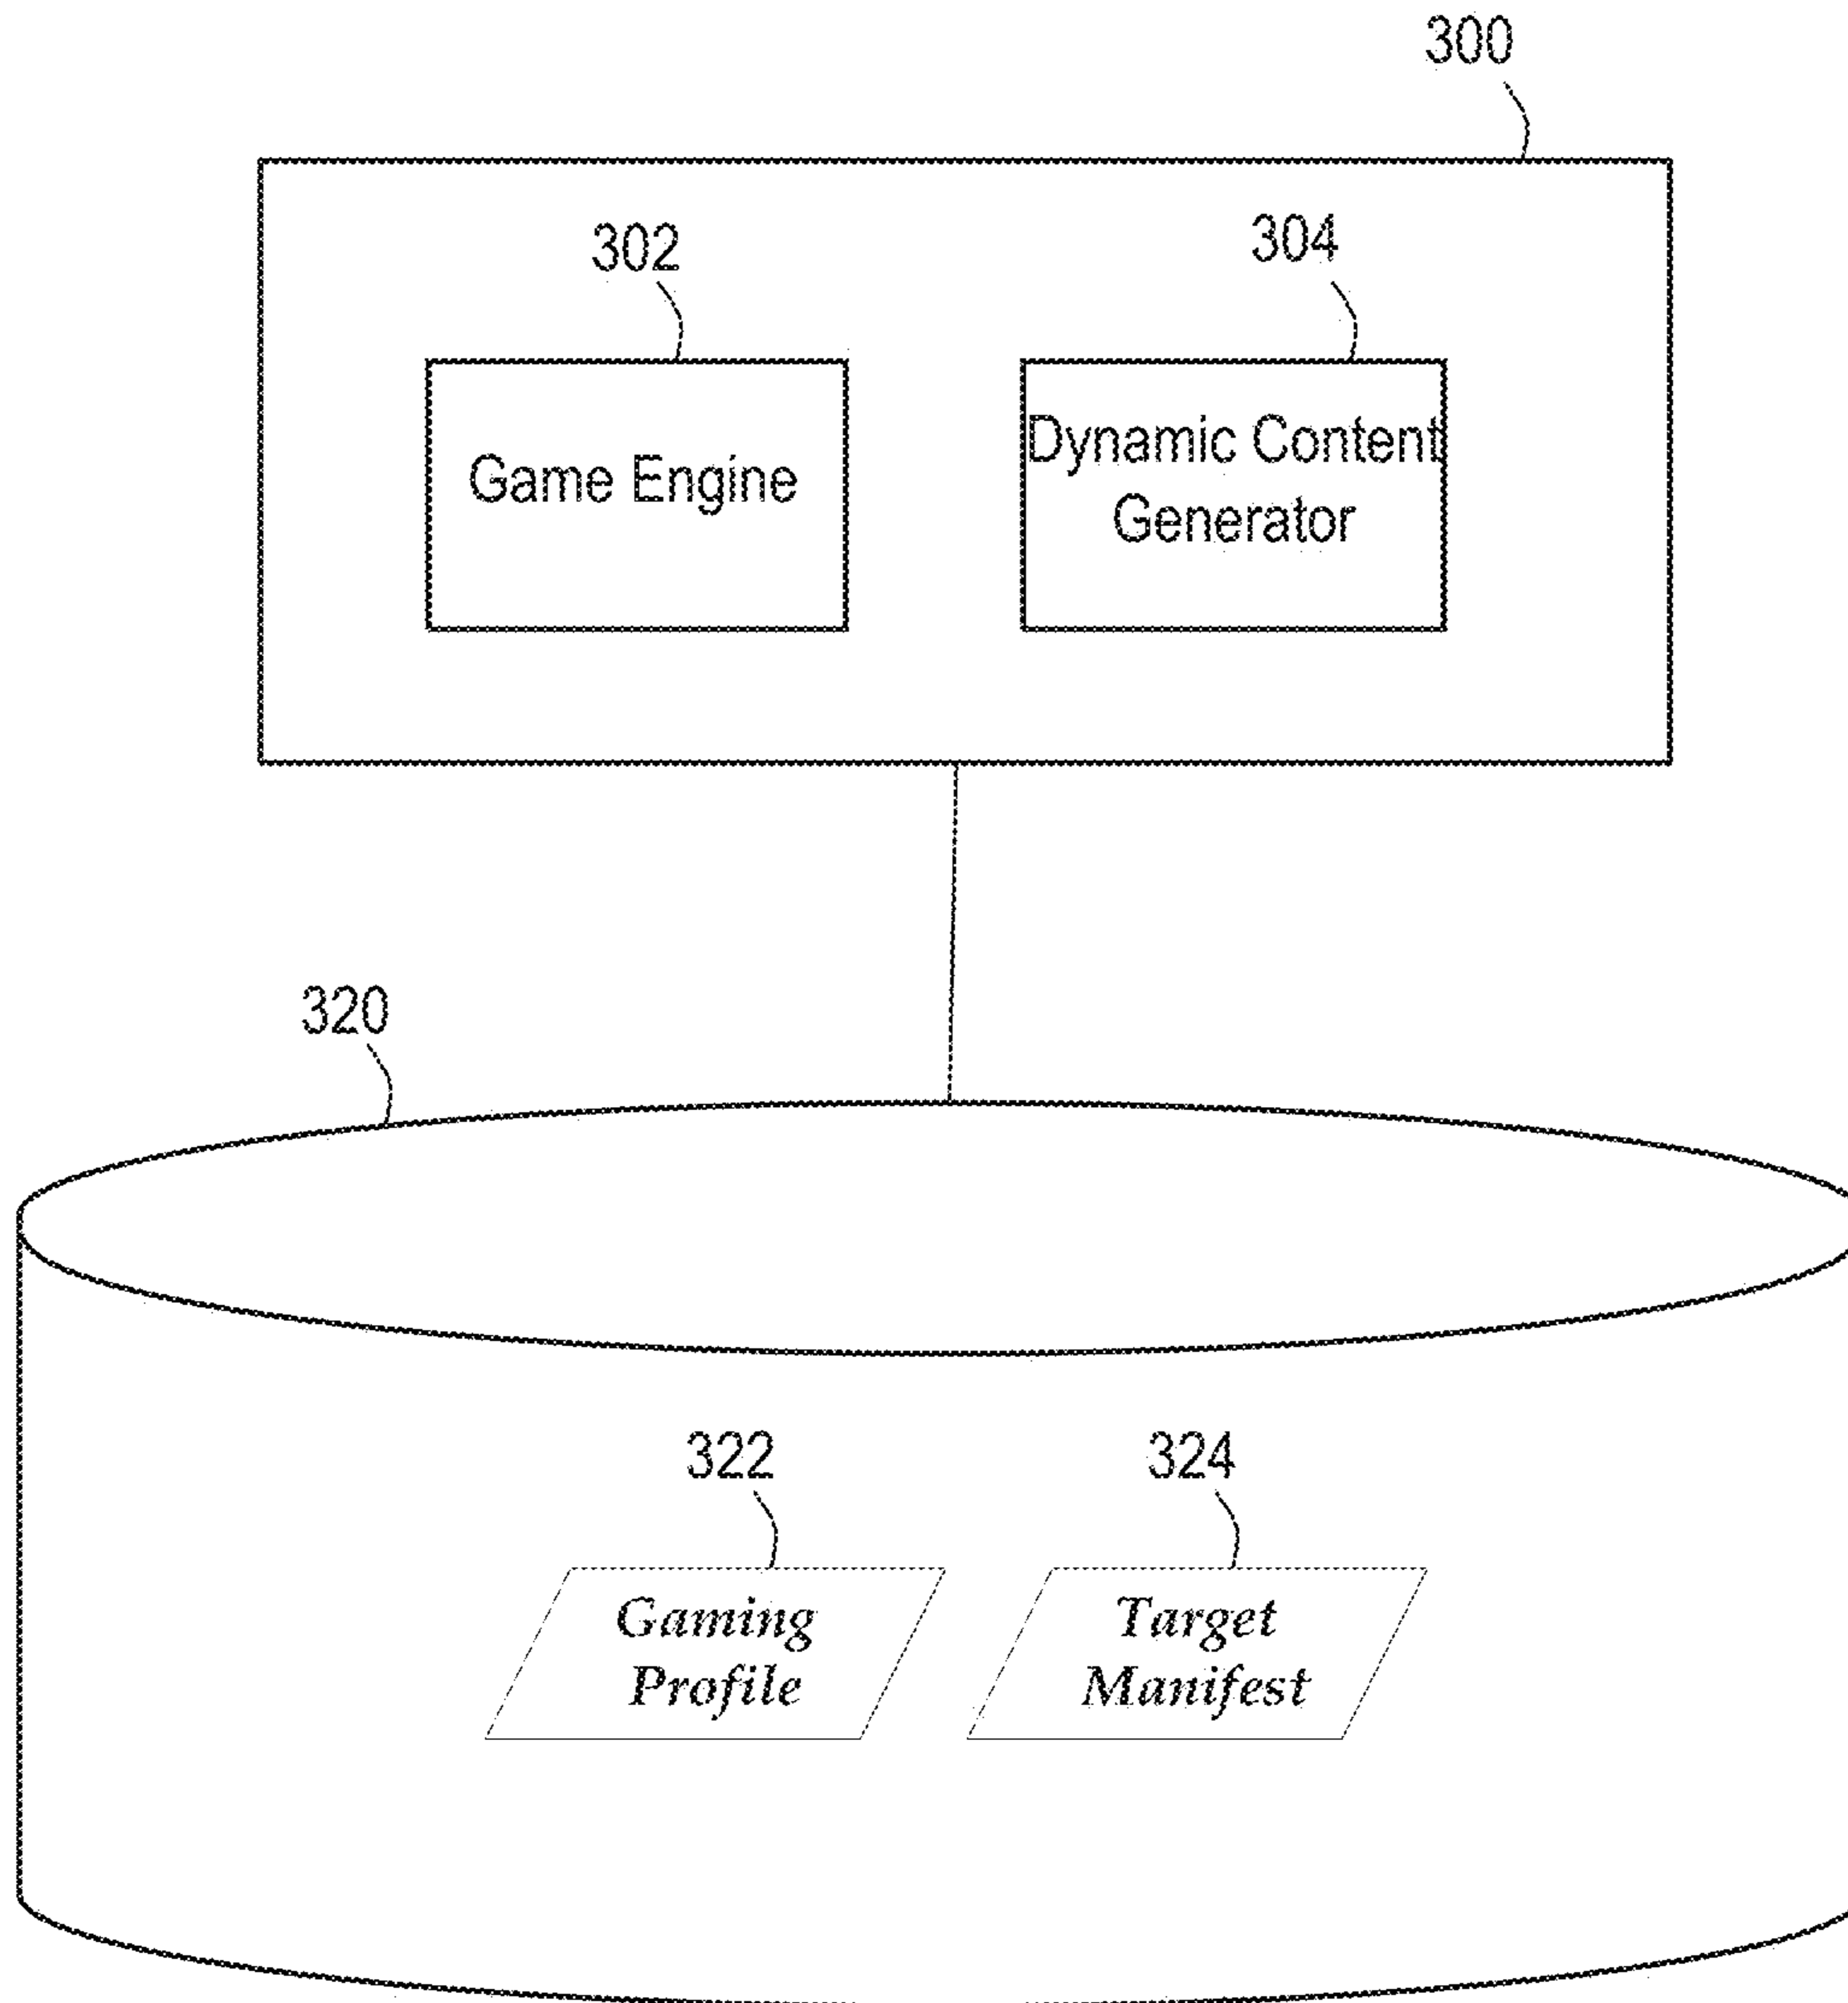 300
302
304
Game Engine
Dynamic Content
Generator
320
322
324
Gaming
Profile
Target
Manifest